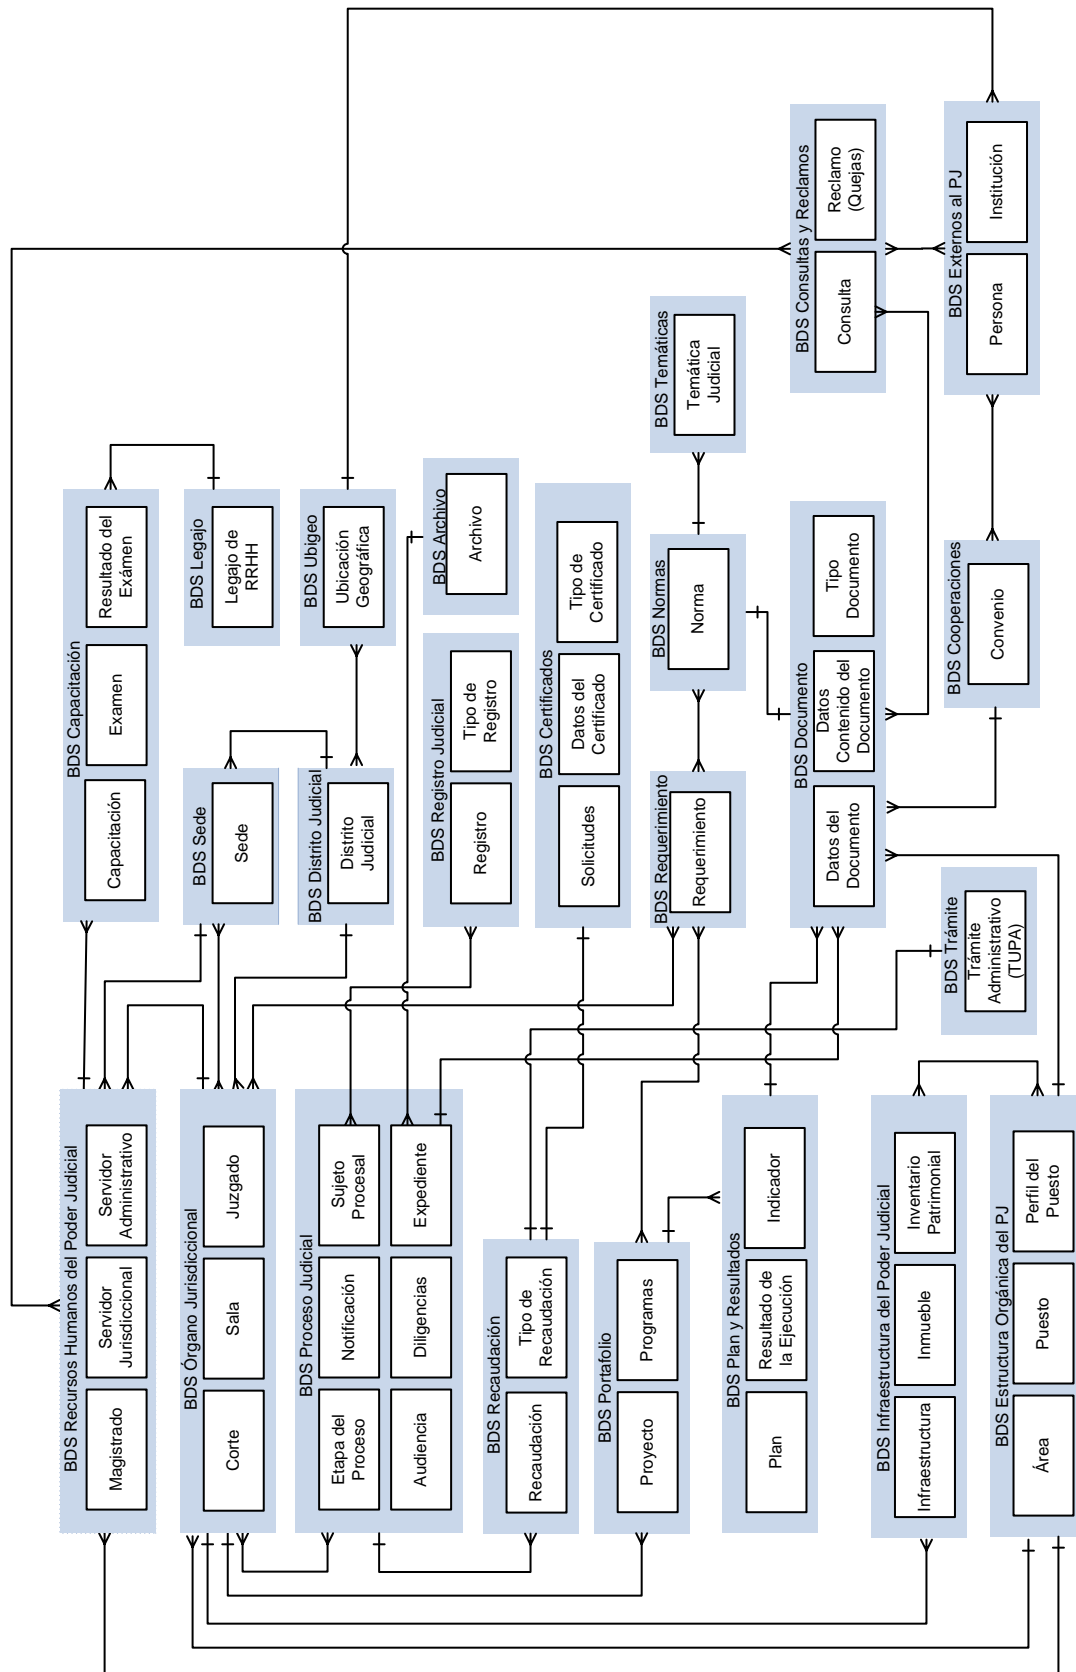 BDS Recursos Humanos del Poder Judicial
Magistrado
Servidor
Jurisdiccional
Servidor
Administrativo
BDS Órgano Jurisdiccional
Corte
Sala
Juzgado
BDS Proceso Judicial
Etapa del
Proceso
Notificación
Sujeto
Procesal
Audiencia
Diligencias
Expediente
BDS Recaudación
Recaudación
Tipo de
Recaudación
BDS Portafolio
Proyecto
Programas
BDS Plan y Resultados
Plan
Resultado de
la Ejecución
Indicador
BDS Infraestructura del Poder Judicial
Infraestructura
Inmueble
Inventario
Patrimonial
BDS Estructura Orgánica del PJ
Área
Puesto
Perfil del
Puesto
BDS Capacitación
Capacitación
Examen
Resultado del
Exámen
BDS Sede
Sede
BDS Legajo
Legajo de
RRHH
BDS Distrito Judicial
Distrito
Judicial
BDS Ubigeo
Ubicación
Geográfica
BDS Registro Judicial
Registro
Tipo de
Registro
BDS Archivo
Archivo
BDS Certificados
Solicitudes
Datos del
Certificado
Tipo de
Certificado
BDS Requerimiento
Requerimiento
BDS Normas
Norma
BDS Temáticas
Temática
Judicial
BDS Documento
Datos del
Documento
Datos
Contenido del
Documento
Tipo
Documento
BDS Consultas y Reclamos
Consulta
Reclamo
(Quejas)
BDS Trámite
Trámite
Administrativo
(TUPA)
BDS Cooperaciones
Convenio
BDS Externos al PJ
Persona
Institución